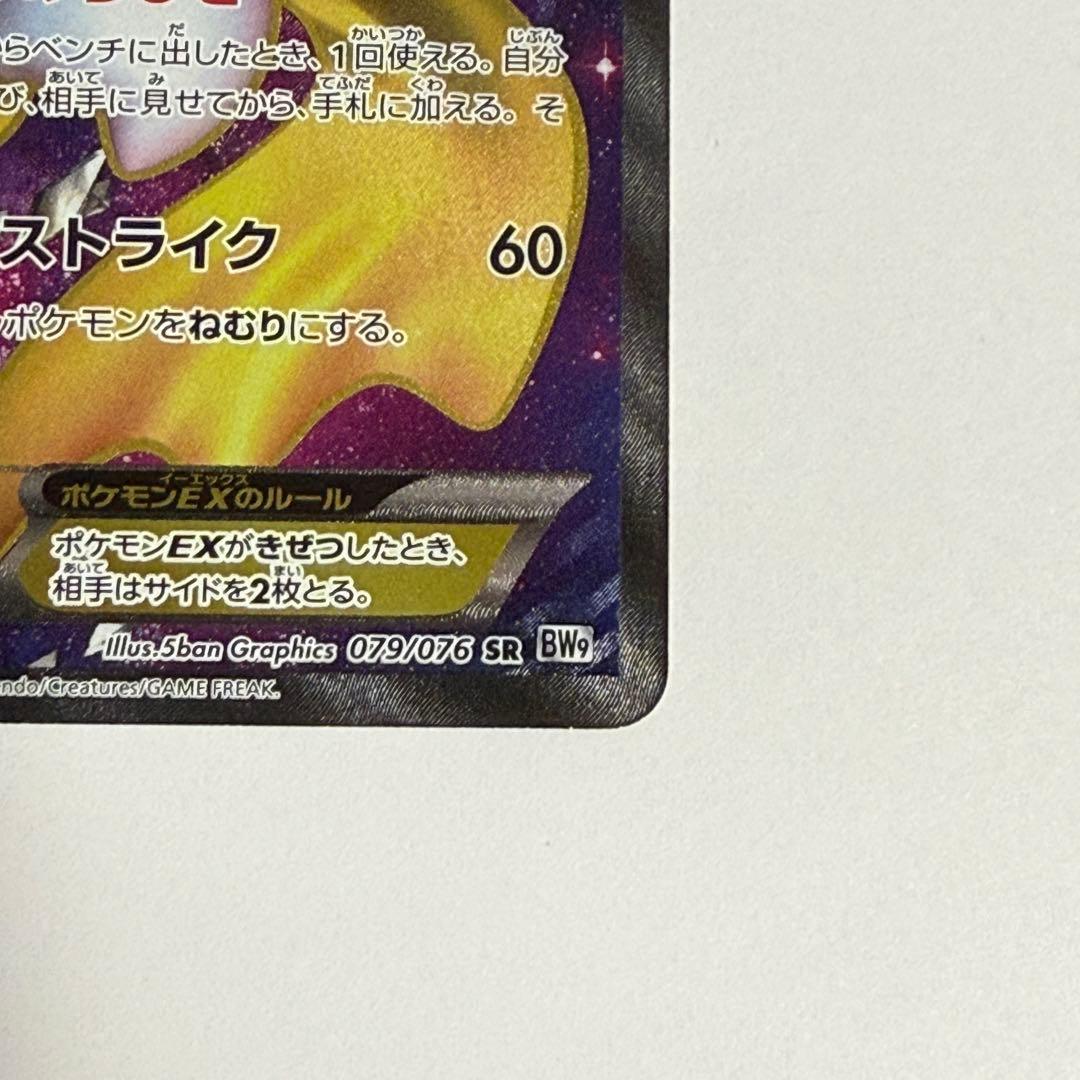 らベンチに出したとき、1回使える。自分
び、相手に見せてから、手札に加える。そ
ストライク 60
ポケモンをねむりにする。
ポケモンEXのルール
ポケモンEXがきぜつしたとき、
相手はサイドを2枚とる。
Illus.5ban Graphics 079/076 SR BW9
ndo/Creatures/GAME FREAK.